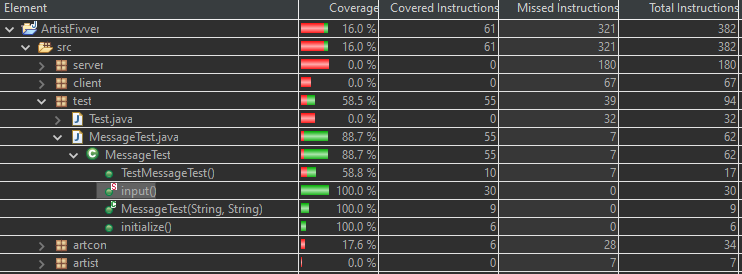 Element Coverage Covered Instructions Missed Instructions Total Instructions
ArtistFivver 16.0 % 61 321 382
src 16.0 % 61 321 382
server 0.0 % 0 180 180
client 0.0 % 0 67 67
test 58.5 % 55 39 94
Test.java 0.0 % 0 32 32
MessageTest.java 88.7 % 55 7 62
MessageTest 88.7 % 55 7 62
TestMessageTest() 58.8 % 10 7 17
input() 100.0 % 30 0 30
MessageTest(String, String) 100.0 % 9 0 9
initialize() 100.0 % 6 0 6
artcon 17.6 % 6 28 34
artist 0.0 % 0 7 7